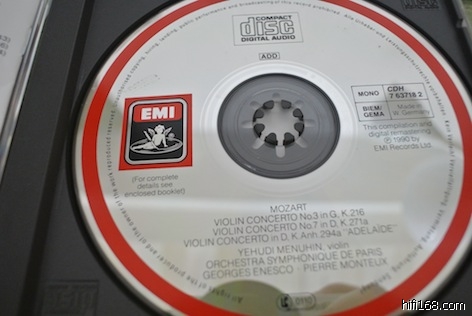 COMPACT
disc
DIGITAL AUDIO
ADD
EMI
MONO
CDH
7 63718 2
BIEM/
GEMA
Made in
W. Germany
This compilation and
digital remastering
℗ 1990 by
EMI Records Ltd.
(For complete
details see
enclosed booklet)
MOZART
VIOLIN CONCERTO No.3 in G, K.216
VIOLIN CONCERTO No.7 in D, K.271a
VIOLIN CONCERTO in D, K.Anh.294a "ADELAIDE"
YEHUDI MENUHIN, violin
ORCHESTRA SYMPHONIQUE DE PARIS
GEORGES ENESCO · PIERRE MONTEUX
hifi168.com